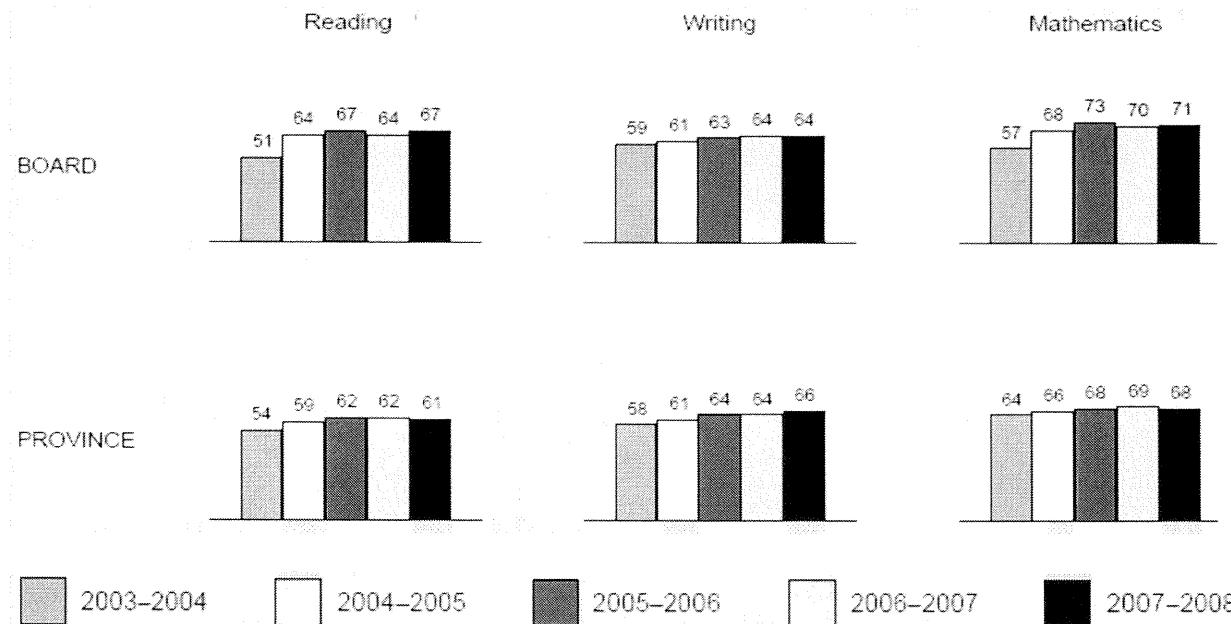 Reading Writing Mathematics
51 64 67 64 67 59 61 63 64 64 57 68 73 70 71
BOARD
54 59 62 62 61 58 61 64 64 66 64 66 68 69 68
PROVINCE
2003–2004 2004–2005 2005–2006 2006–2007 2007–2008